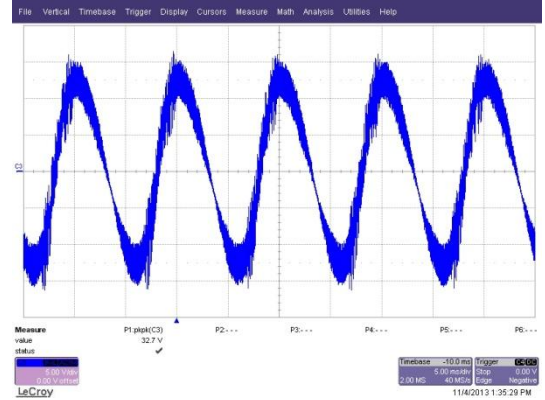 File Vertical Timebase Trigger Display Cursors Measure Math Analysis Utilities Help
C3
Measure P1:pkpk(C3) P2:- - - P3:- - - P4:- - - P5:- - - P6:- - -
value 32.7 V
status
Timebase -10.0 ms Trigger C4 DC
5.00 V/div 5.00 ms/div Stop 0.00 V
0.00 V offset 2.00 MS 40 MS/s Edge Negative
LeCroy 11/4/2013 1:35:29 PM